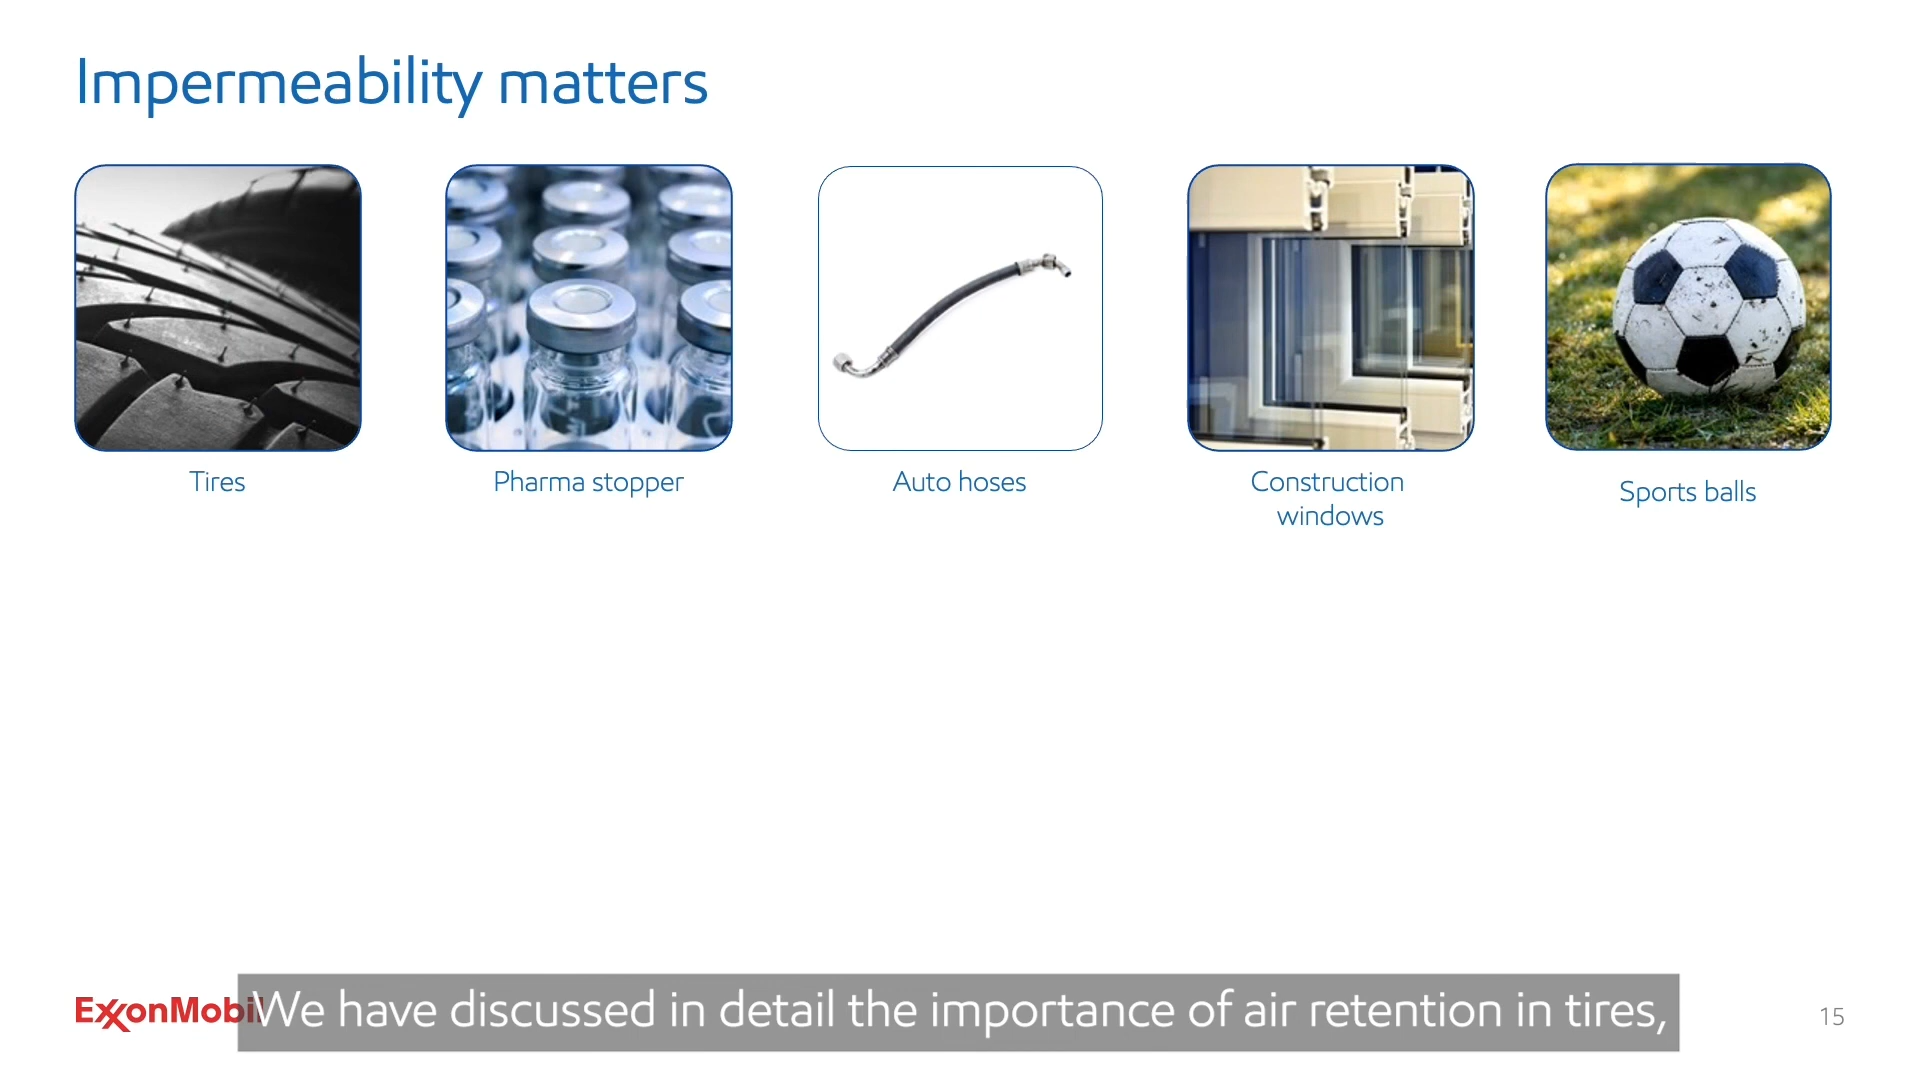 Impermeability matters
Tires
Pharma stopper
Auto hoses
Construction
windows
Sports balls
ExxonMobil
We have discussed in detail the importance of air retention in tires,
15